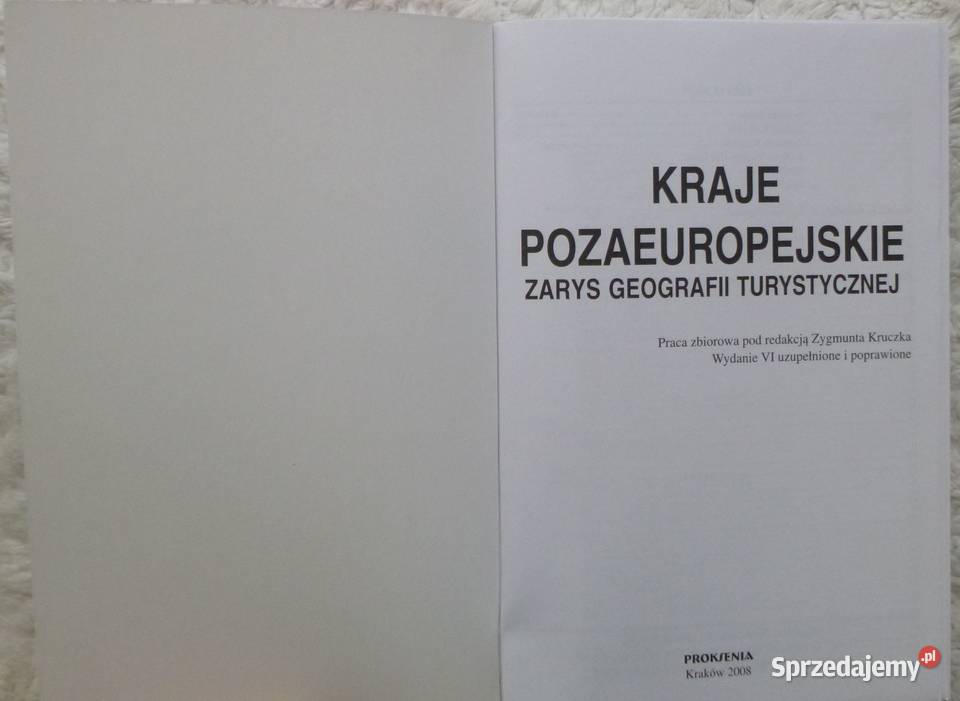 KRAJE
POZAEUROPEJSKIE
ZARYS GEOGRAFII TURYSTYCZNEJ
Praca zbiorowa pod redakcją Zygmunta Kruczka
Wydanie VI uzupełnione i poprawione
PROKSENIA
Kraków 2008
Sprzedajemy.pl